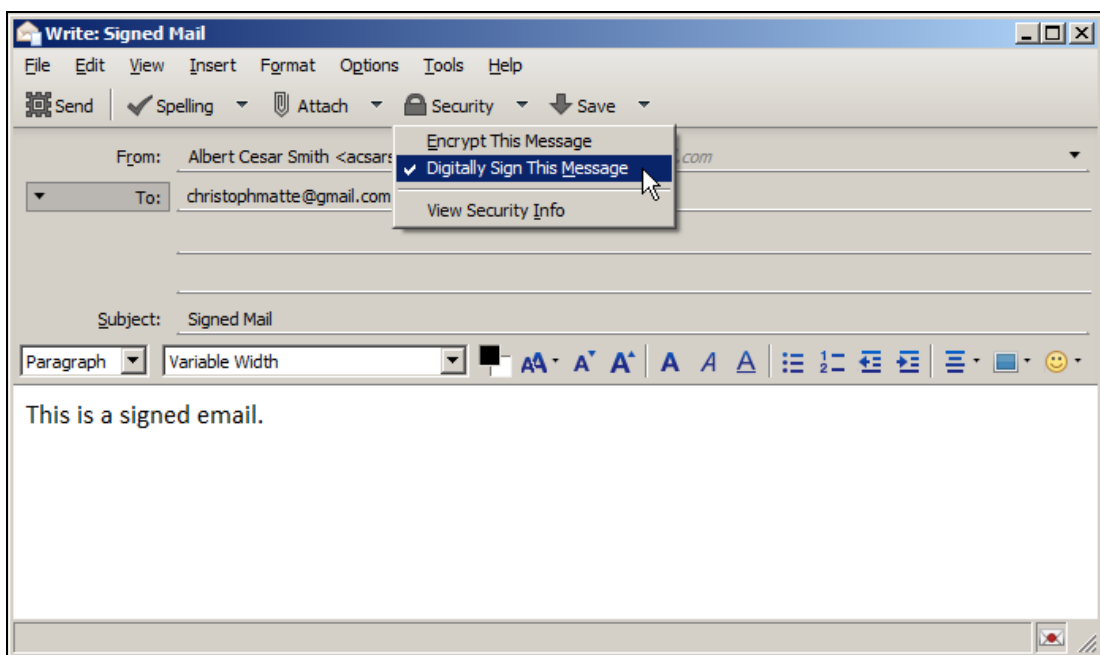 Write: Signed Mail
File Edit View Insert Format Options Tools Help
Send Spelling Attach Security Save
Encrypt This Message
From: Albert Cesar Smith <acsars com
Digitally Sign This Message
To: christophmatte@gmail.com
View Security Info
Subject: Signed Mail
Paragraph Variable Width
This is a signed email.